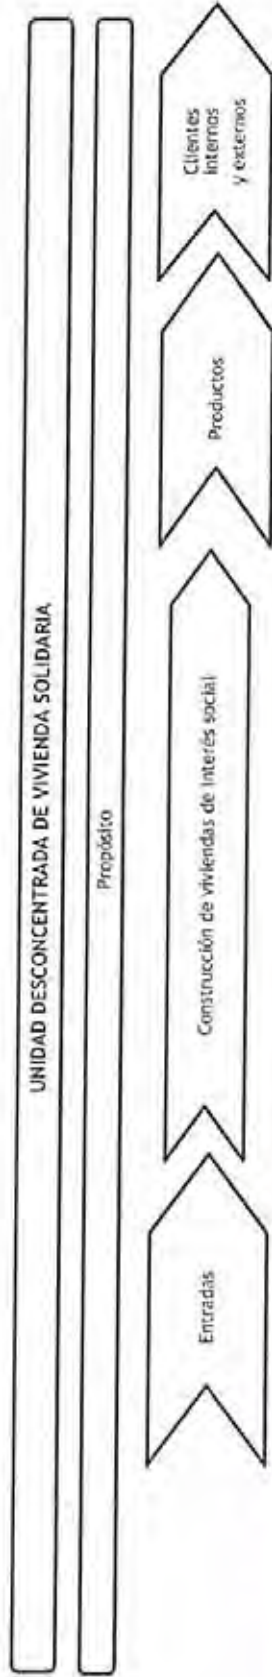 UNIDAD DESCONCENTRADA DE VIVIENDA SOLIDARIA
Propósito
Entradas
Construcción de viviendas de interés social
Productos
Clientes
internos
y externos